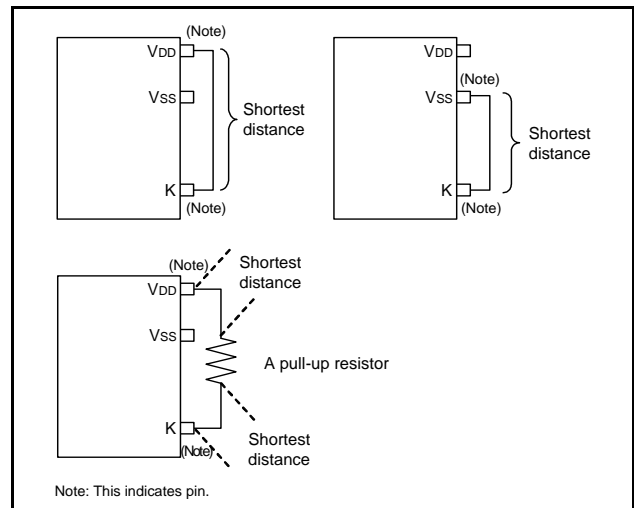 (Note)
VDD
VSS
Shortest
distance
K
(Note)
VDD
(Note)
VSS
Shortest
distance
K
(Note)
(Note)
Shortest
distance
VDD
VSS
A pull-up resistor
K
(Note)
Shortest
distance
Note: This indicates pin.